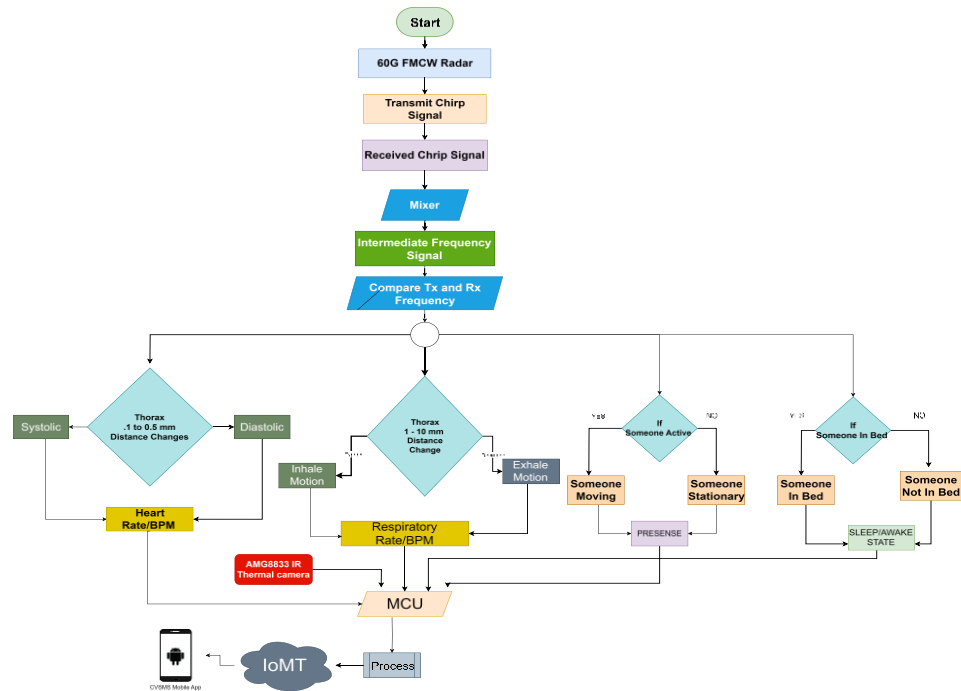 Start
60G FMCW Radar
Transmit Chirp
Signal
Received Chrip Signal
Mixer
Intermediate Frequency
Signal
Compare Tx and Rx
Frequency
Thorax
.1 to 0.5 mm
Distance Changes
Systolic
Diastolic
Heart
Rate/BPM
Thorax
1 - 10 mm
Distance
Change
Inhale
Motion
Exhale
Motion
Respiratory
Rate/BPM
If
Someone Active
YES
NO
Someone
Moving
Someone
Stationary
PRESENSE
If
Someone In Bed
NO
Someone
In Bed
Someone
Not In Bed
SLEEP/AWAKE
STATE
AMG8833 IR
Thermal camera
MCU
Process
IoMT
CVSMS Mobile App